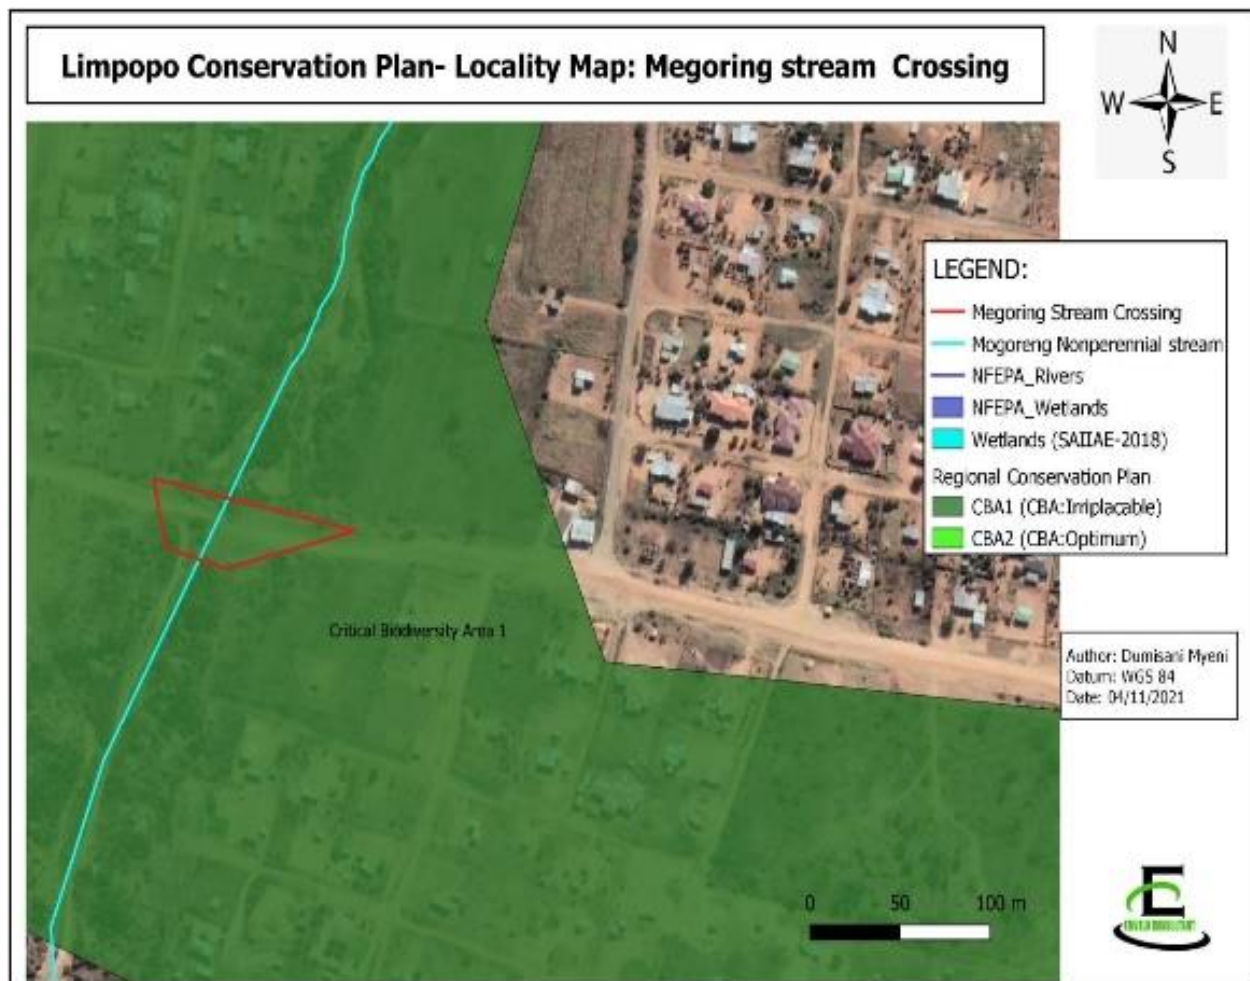 Limpopo Conservation Plan- Locality Map: Megoring stream Crossing
N
W E
S
LEGEND:
Megoring Stream Crossing
Mogoreng Nonperennial stream
NFEPA_Rivers
NFEPA_Wetlands
Wetlands (SAIIAE-2018)
Regional Conservation Plan
CBA1 (CBA:Irriplacable)
CBA2 (CBA:Optimum)
Critical Biodiversity Area 1
Author: Dumisani Myeni
Datum: WGS 84
Date: 04/11/2021
0 50 100 m
E